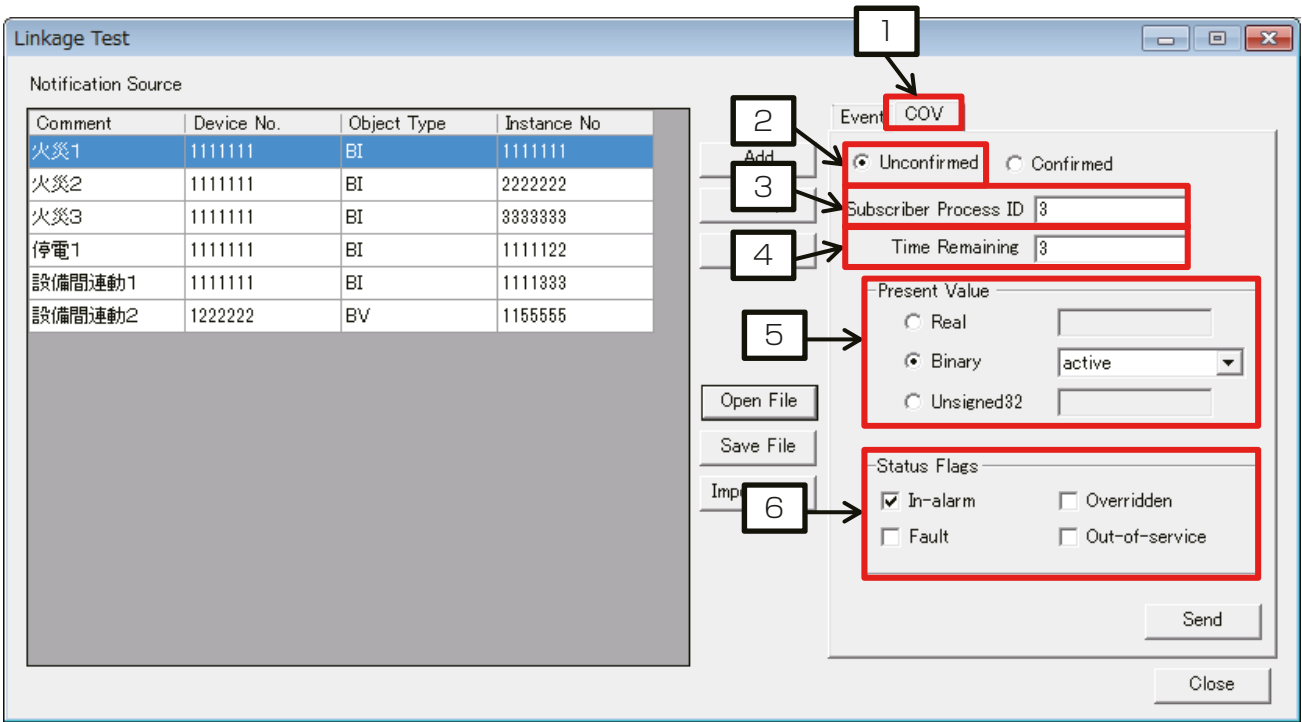 Linkage Test
1
Notification Source
Comment Device No. Object Type Instance No
火災1 1111111 BI 1111111
火災2 1111111 BI 2222222
火災3 1111111 BI 3333333
停電1 1111111 BI 1111122
設備間連動1 1111111 BI 1111333
設備間連動2 1222222 BV 1155555
Add
Open File
Save File
2
3
4
5
6
Event COV
Unconfirmed Confirmed
Subscriber Process ID 3
Time Remaining 3
Present Value
Real
Binary active
Unsigned32
Status Flags
In-alarm Overridden
Fault Out-of-service
Send
Close